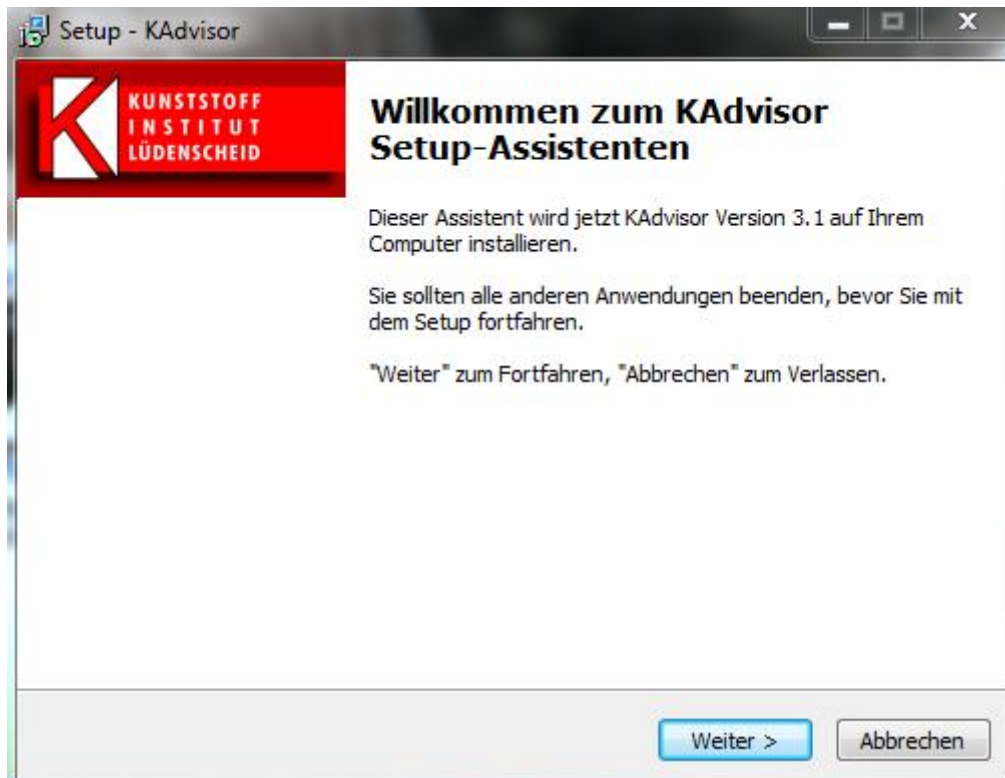 Setup - KAdvisor
KUNSTSTOFF
INSTITUT
LÜDENSCHEID
Willkommen zum KAdvisor
Setup-Assistenten
Dieser Assistent wird jetzt KAdvisor Version 3.1 auf Ihrem
Computer installieren.
Sie sollten alle anderen Anwendungen beenden, bevor Sie mit
dem Setup fortfahren.
"Weiter" zum Fortfahren, "Abbrechen" zum Verlassen.
Weiter >
Abbrechen